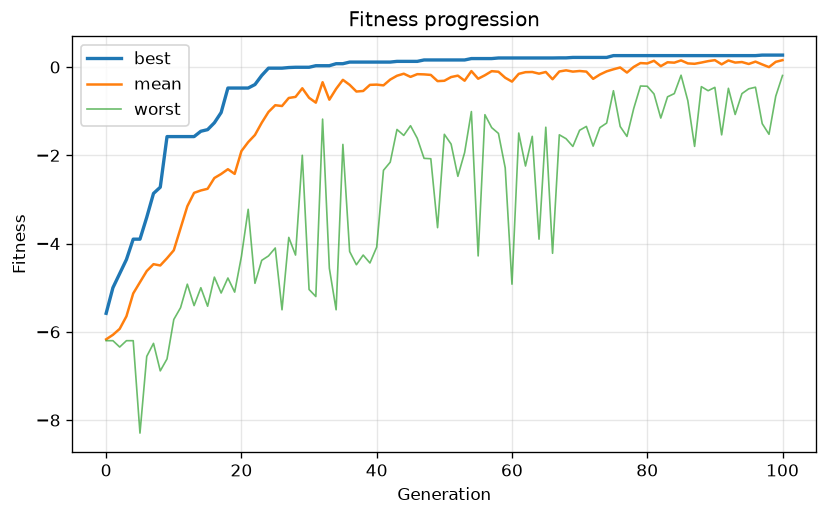 Fitness progression
best
mean
worst
Fitness
0
−2
−4
−6
−8
0 20 40 60 80 100
Generation